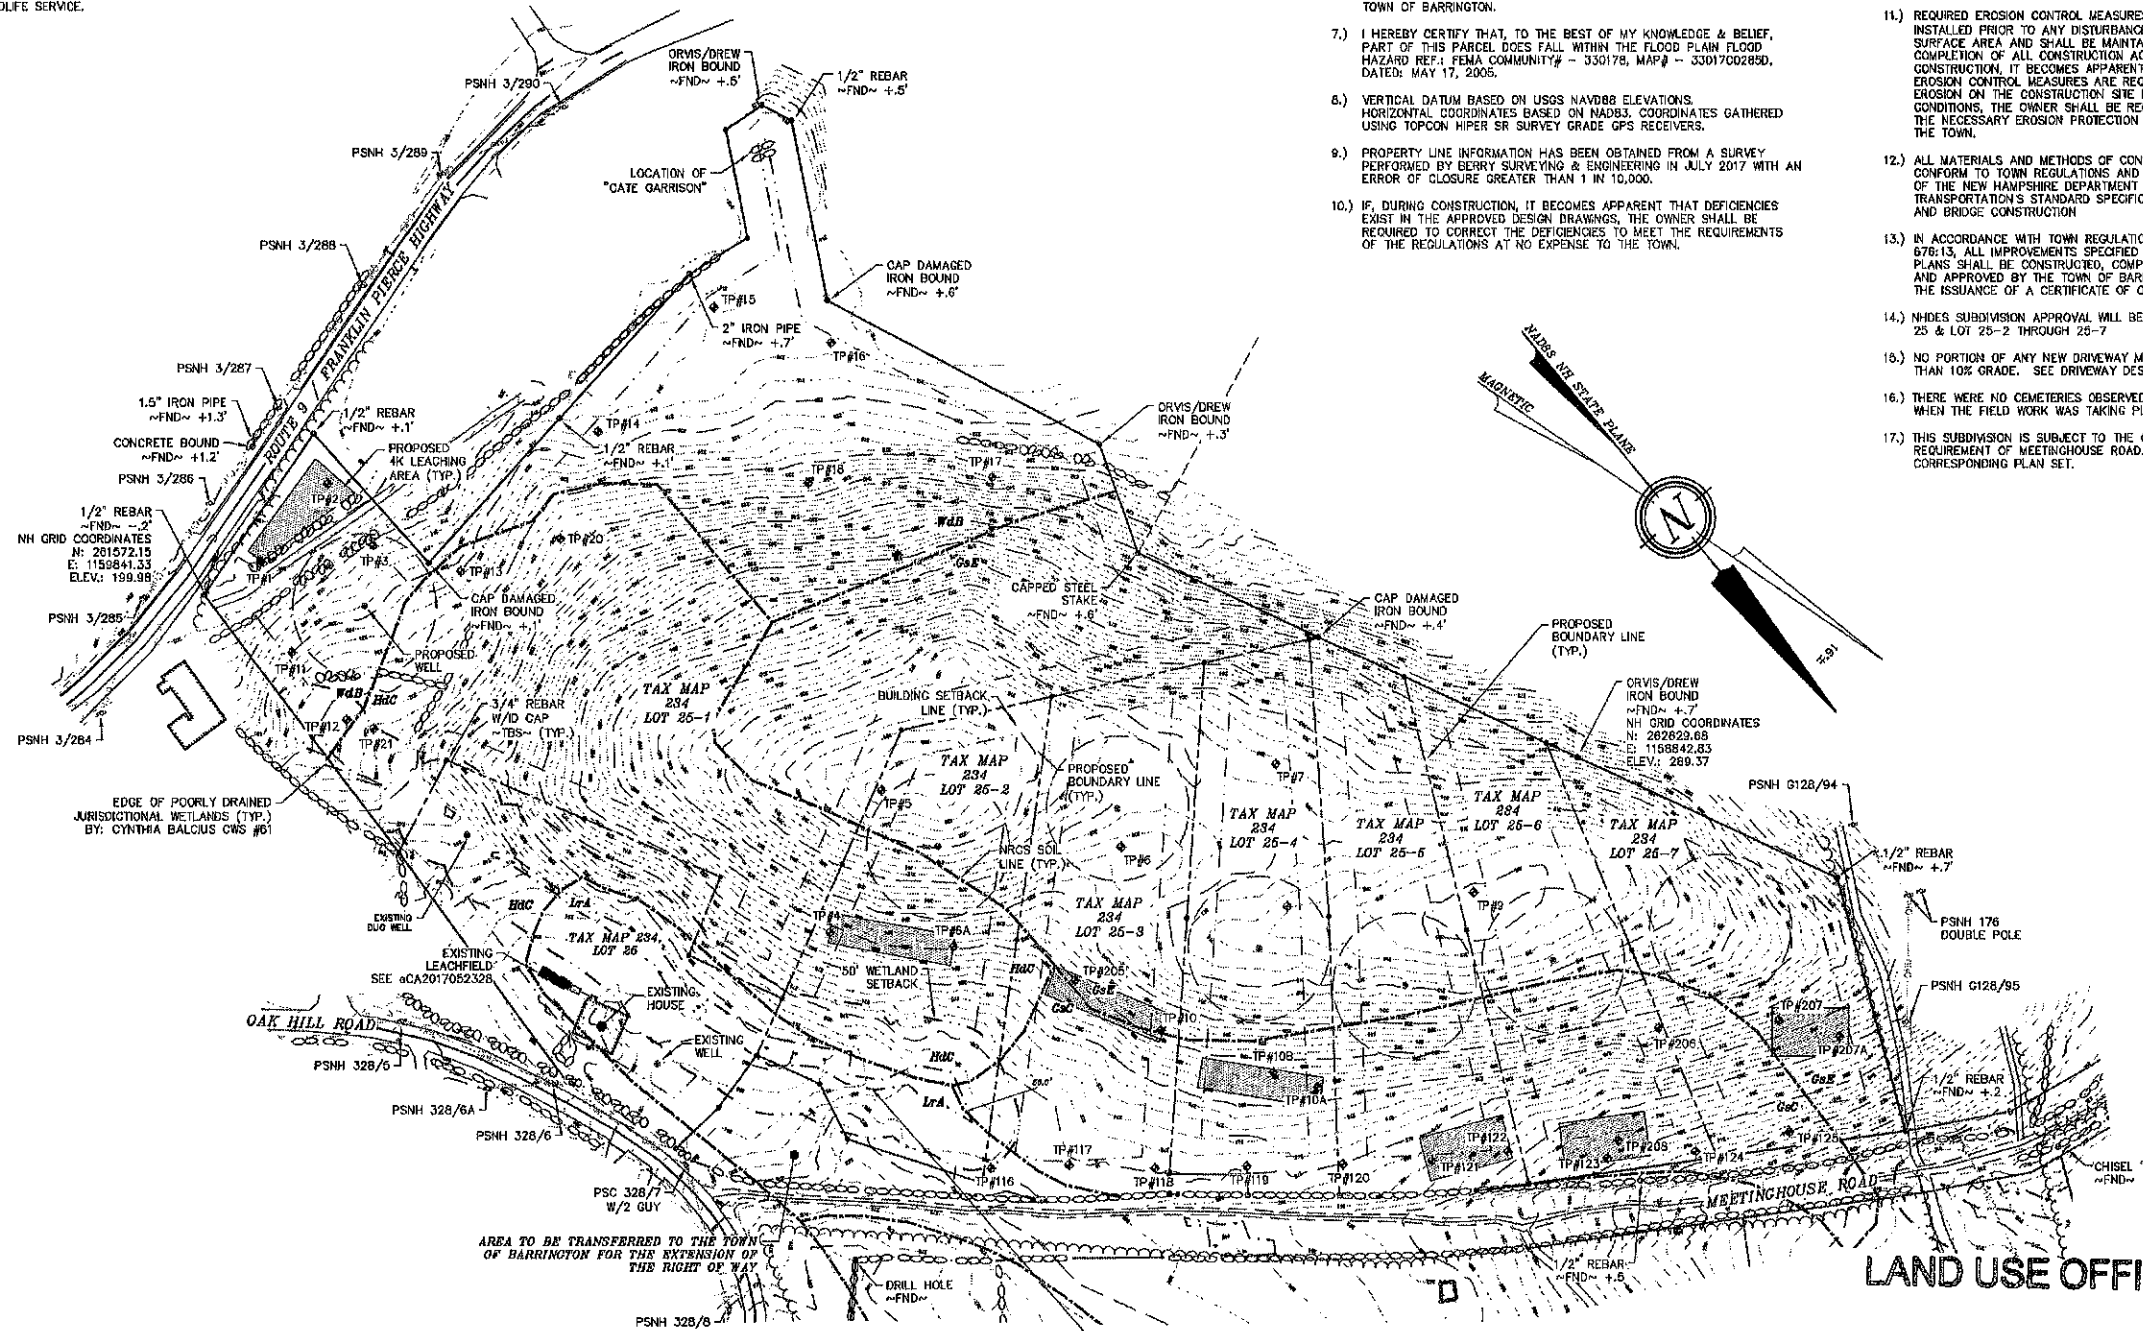 DLIFE SERVICE.
TOWN OF BARRINGTON.
7.) I HEREBY CERTIFY THAT, TO THE BEST OF MY KNOWLEDGE & BELIEF,
PART OF THIS PARCEL DOES FALL WITHIN THE FLOOD PLAIN FLOOD
HAZARD REF.: FEMA COMMUNITY# - 330178, MAP# - 33017C0285D,
DATED: MAY 17, 2005.
8.) VERTICAL DATUM BASED ON USGS NAVD88 ELEVATIONS.
HORIZONTAL COORDINATES BASED ON NAD83. COORDINATES GATHERED
USING TOPCON HIPER SR SURVEY GRADE GPS RECEIVERS.
9.) PROPERTY LINE INFORMATION HAS BEEN OBTAINED FROM A SURVEY
PERFORMED BY BERRY SURVEYING & ENGINEERING IN JULY 2017 WITH AN
ERROR OF CLOSURE GREATER THAN 1 IN 10,000.
10.) IF, DURING CONSTRUCTION, IT BECOMES APPARENT THAT DEFICIENCIES
EXIST IN THE APPROVED DESIGN DRAWINGS, THE OWNER SHALL BE
REQUIRED TO CORRECT THE DEFICIENCIES TO MEET THE REQUIREMENTS
OF THE REGULATIONS AT NO EXPENSE TO THE TOWN.
11.) REQUIRED EROSION CONTROL MEASURE
INSTALLED PRIOR TO ANY DISTURBANC
SURFACE AREA AND SHALL BE MAINTA
COMPLETION OF ALL CONSTRUCTION AC
CONSTRUCTION, IT BECOMES APPARENT
EROSION CONTROL MEASURES ARE REQ
EROSION ON THE CONSTRUCTION SITE
CONDITIONS, THE OWNER SHALL BE RE
THE NECESSARY EROSION PROTECTION
THE TOWN.
12.) ALL MATERIALS AND METHODS OF CON
CONFORM TO TOWN REGULATIONS AND
OF THE NEW HAMPSHIRE DEPARTMENT
TRANSPORTATION'S STANDARD SPECIFIC
AND BRIDGE CONSTRUCTION
13.) IN ACCORDANCE WITH TOWN REGULATIO
676:13, ALL IMPROVEMENTS SPECIFIED
PLANS SHALL BE CONSTRUCTED, COMP
AND APPROVED BY THE TOWN OF BAR
THE ISSUANCE OF A CERTIFICATE OF
14.) NHDES SUBDIVISION APPROVAL WILL BE
25 & LOT 25-2 THROUGH 25-7
15.) NO PORTION OF ANY NEW DRIVEWAY M
THAN 10% GRADE. SEE DRIVEWAY DES
16.) THERE WERE NO CEMETERIES OBSERVED
WHEN THE FIELD WORK WAS TAKING PL
17.) THIS SUBDIVISION IS SUBJECT TO THE
REQUIREMENT OF MEETINGHOUSE ROAD.
CORRESPONDING PLAN SET.
ORVIS/DREW
IRON BOUND
~FND~ +.5'
1/2" REBAR
~FND~ +.5'
PSNH 3/290
PSNH 3/289
LOCATION OF
"CATE GARRISON"
PSNH 3/288
ROUTE 9 / FRANKLIN PIERCE HIGHWAY
CAP DAMAGED
IRON BOUND
~FND~ +.6'
TP#15
2" IRON PIPE
~FND~ +.7'
TP#16
PSNH 3/287
1.5" IRON PIPE
~FND~ +1.3'
CONCRETE BOUND
~FND~ +1.2'
PSNH 3/286
1/2" REBAR
~FND~ +.1'
PROPOSED
4K LEACHING
AREA (TYP.)
TP#14
1/2" REBAR
~FND~ +.1'
ORVIS/DREW
IRON BOUND
~FND~ +.3'
NAD83 NH STATE PLANE
MAGNETIC
N
TP#18
TP#17
TP#2
1/2" REBAR
~FND~ -.2'
NH GRID COORDINATES
N: 261572.15
E: 1159841.33
ELEV.: 199.98
WdB
GsE
TP#20
TP#3
TP#1
TP#13
CAP DAMAGED
IRON BOUND
~FND~ +.1'
CAPPED STEEL
STAKE
~FND~ +.6'
CAP DAMAGED
IRON BOUND
~FND~ +.4'
PSNH 3/285
PROPOSED
WELL
TP#11
PROPOSED
BOUNDARY LINE
(TYP.)
WdB
HdC
TAX MAP
234
LOT 25-1
BUILDING SETBACK
LINE (TYP.)
ORVIS/DREW
IRON BOUND
~FND~ +.7'
NH GRID COORDINATES
N: 262829.68
E: 1158842.83
ELEV.: 289.37
3/4" REBAR
W/ID CAP
~TBS~ (TYP.)
PSNH 3/284
TP#12
TP#21
TAX MAP
234
LOT 25-2
PROPOSED
BOUNDARY LINE
(TYP.)
TP#7
TP#5
PSNH G128/94
EDGE OF POORLY DRAINED
JURISDICTIONAL WETLANDS (TYP.)
BY: CYNTHIA BALCIUS CWS #61
TAX MAP
234
LOT 25-4
TAX MAP
234
LOT 25-5
TAX MAP
234
LOT 25-6
TAX MAP
234
LOT 25-7
NRCS SOIL
LINE (TYP.)
TP#6
1/2" REBAR
~FND~ +.7'
TP#9
EXISTING
DUG WELL
HdC
LrA
TAX MAP 234
LOT 25
TP#4
TP#6A
TAX MAP
234
LOT 25-3
PSNH 176
DOUBLE POLE
EXISTING
LEACHFIELD
SEE eCA2017052328
50' WETLAND
SETBACK
HdC
TP#205
GsE
GsC
EXISTING
HOUSE
TP#10
TP#207
PSNH G128/95
OAK HILL ROAD
EXISTING
WELL
PSNH 328/5
HdC
TP#10B
TP#206
TP#207A
GsE
LrA
TP#10A
GsC
1/2" REBAR
~FND~ +.2
PSNH 328/6A
PSNH 328/6
TP#122
TP#208
TP#125
TP#117
TP#121
TP#123
TP#124
TP#116
TP#118
TP#119
TP#120
MEETINGHOUSE ROAD
CHISEL
~FND~
PSC 328/7
W/2 GUY
AREA TO BE TRANSFERRED TO THE TOWN
OF BARRINGTON FOR THE EXTENSION OF
THE RIGHT OF WAY
DRILL HOLE
~FND~
1/2" REBAR
~FND~ +.5
PSNH 328/8
LAND USE OFFI